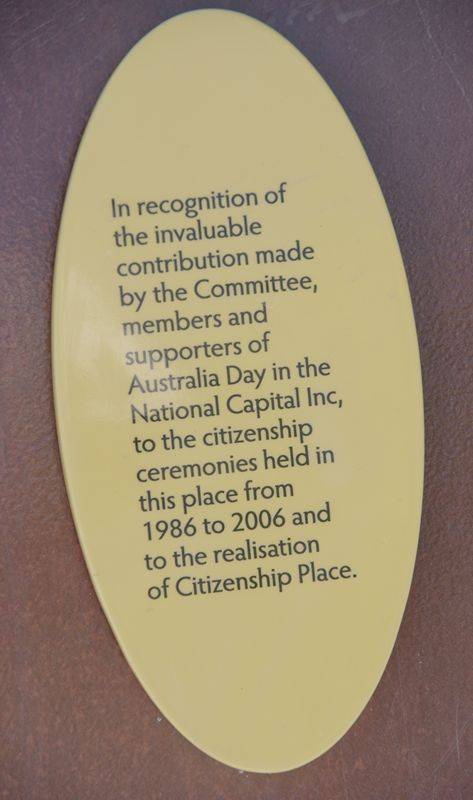 In recognition of
the invaluable
contribution made
by the Committee,
members and
supporters of
Australia Day in the
National Capital Inc,
to the citizenship
ceremonies held in
this place from
1986 to 2006 and
to the realisation
of Citizenship Place.